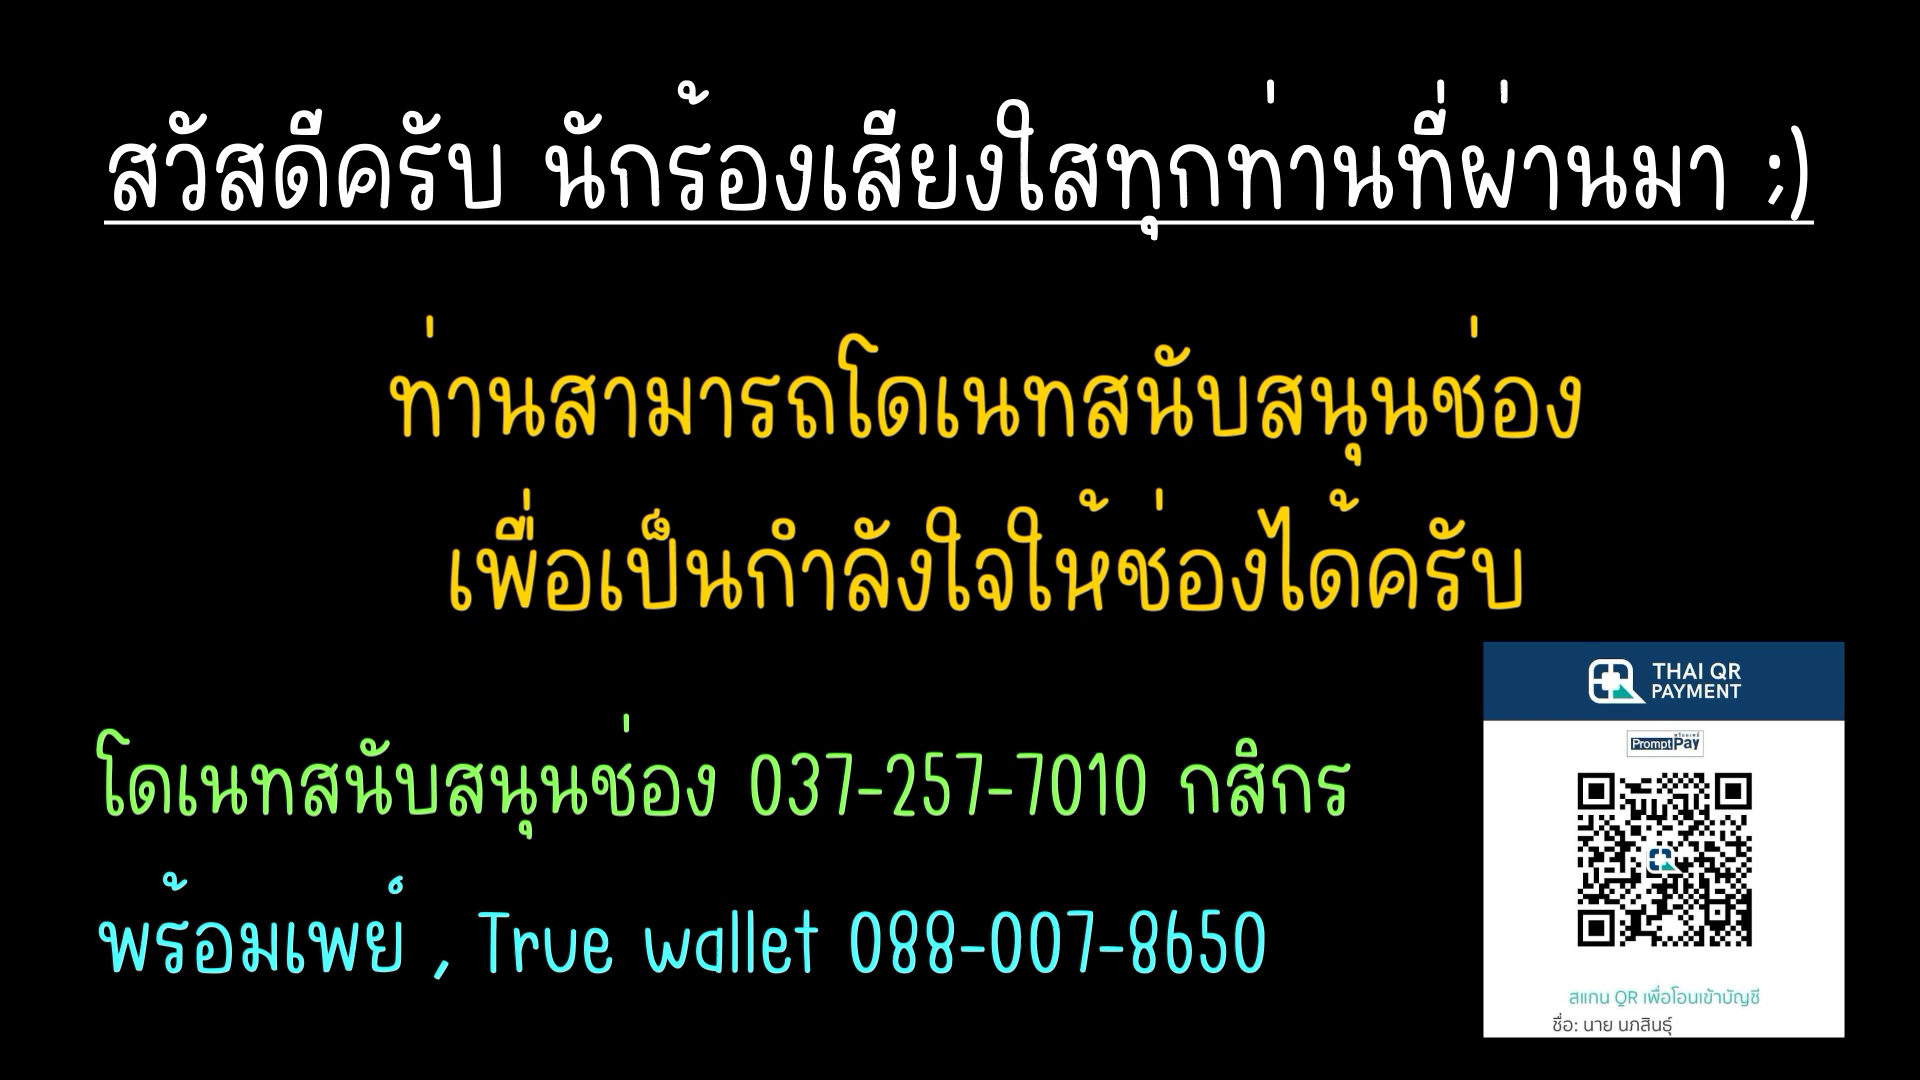 สวัสดีครับ นักร้องเสียงใสทุกท่านที่ผ่านมา ;)
ท่านสามารถโดเนทสนับสนุนช่อง
เพื่อเป็นกำลังใจให้ช่องได้ครับ
โดเนทสนับสนุนช่อง 037-257-7010 กสิกร
พร้อมเพย์ , True wallet 088-007-8650
THAI QR
PAYMENT
พร้อมเพย์
PromptPay
สแกน QR เพื่อโอนเข้าบัญชี
ชื่อ: นาย นภสินธุ์